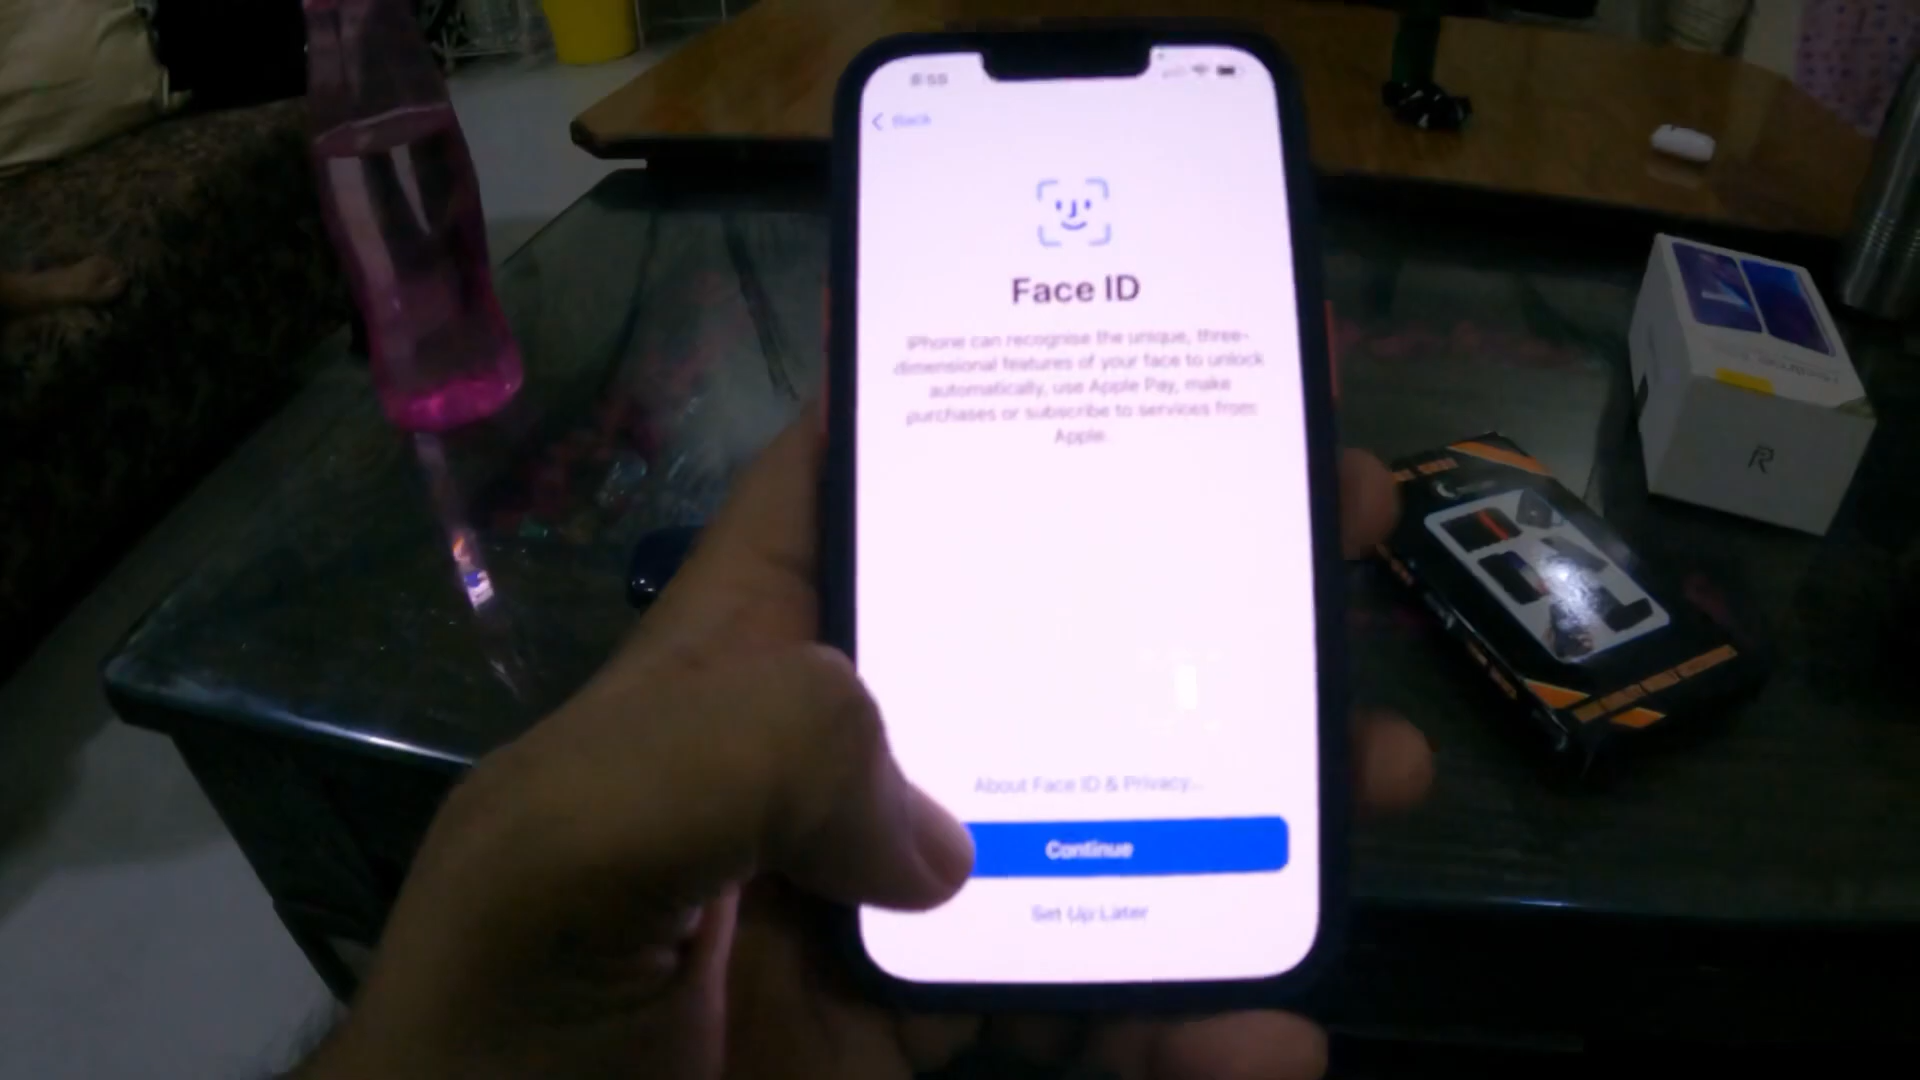 Back
Face ID
iPhone can recognise the unique, three-
dimensional features of your face to unlock
automatically, use Apple Pay, make
purchases or subscribe to services from
Apple.
About Face ID & Privacy...
Continue
Set Up Later
realme
R